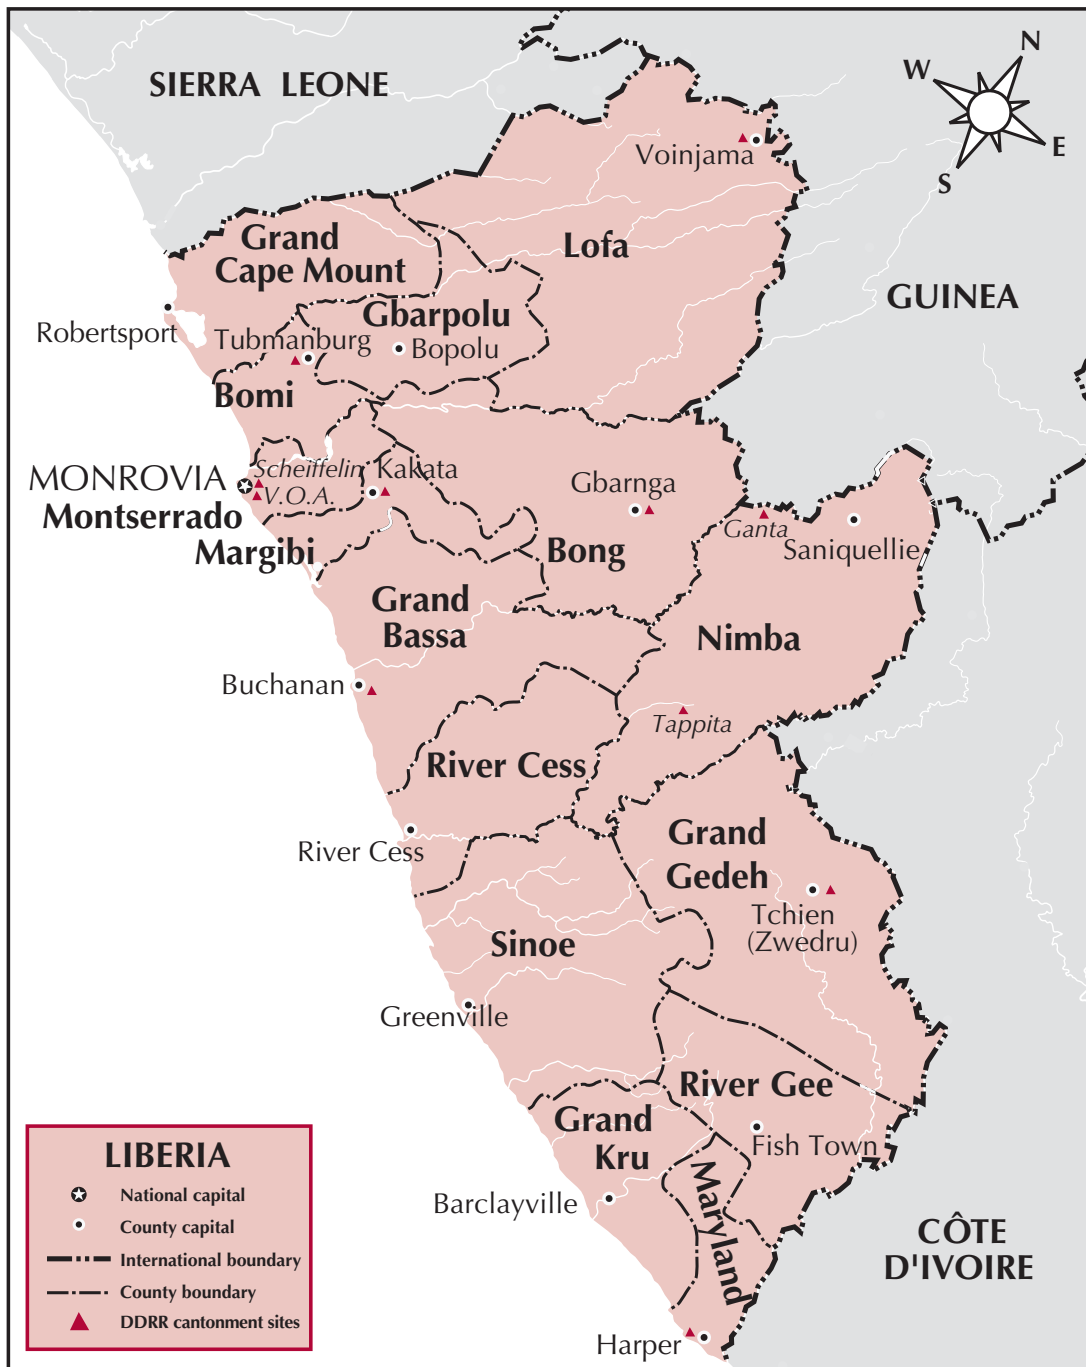 SIERRA LEONE
N
W
E
S
Voinjama
Grand
Cape Mount
Lofa
GUINEA
Robertsport
Gbarpolu
Tubmanburg
Bopolu
Bomi
MONROVIA
Scheiffelin
V.O.A.
Kakata
Montserrado
Margibi
Gbarnga
Bong
Ganta
Saniquellie
Grand
Bassa
Nimba
Buchanan
Tappita
River Cess
River Cess
Grand
Gedeh
Tchien
(Zwedru)
Sinoe
Greenville
River Gee
Grand
Kru
Fish Town
Maryland
Barclayville
CÔTE
D'IVOIRE
Harper
LIBERIA
National capital
County capital
International boundary
County boundary
DDRR cantonment sites